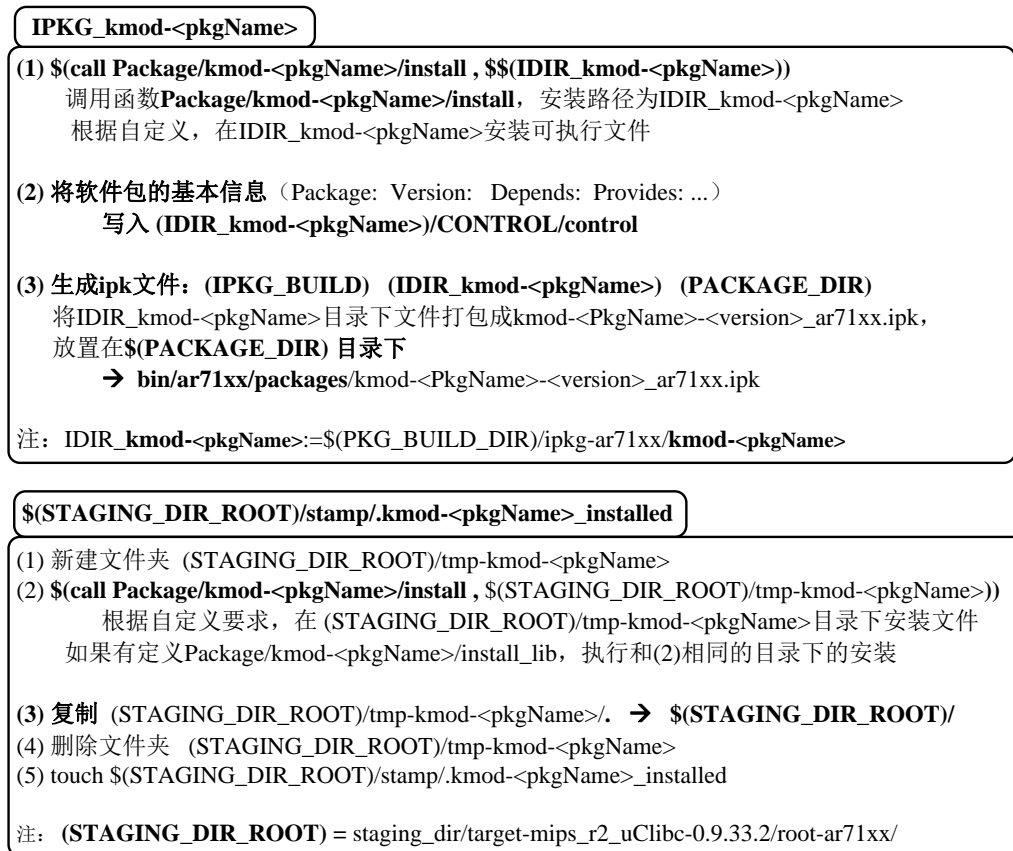 IPKG_kmod-<pkgName>
(1) $(call Package/kmod-<pkgName>/install , $$(IDIR_kmod-<pkgName>))
调用函数Package/kmod-<pkgName>/install，安装路径为IDIR_kmod-<pkgName>
根据自定义，在IDIR_kmod-<pkgName>安装可执行文件
(2) 将软件包的基本信息（Package: Version: Depends: Provides: ...）
写入 (IDIR_kmod-<pkgName>)/CONTROL/control
(3) 生成ipk文件：(IPKG_BUILD) (IDIR_kmod-<pkgName>) (PACKAGE_DIR)
将IDIR_kmod-<pkgName>目录下文件打包成kmod-<PkgName>-<version>_ar71xx.ipk，
放置在$(PACKAGE_DIR) 目录下
→ bin/ar71xx/packages/kmod-<PkgName>-<version>_ar71xx.ipk
注：IDIR_kmod-<pkgName>:=$(PKG_BUILD_DIR)/ipkg-ar71xx/kmod-<pkgName>
$(STAGING_DIR_ROOT)/stamp/.kmod-<pkgName>_installed
(1) 新建文件夹 (STAGING_DIR_ROOT)/tmp-kmod-<pkgName>
(2) $(call Package/kmod-<pkgName>/install , $(STAGING_DIR_ROOT)/tmp-kmod-<pkgName>))
根据自定义要求，在 (STAGING_DIR_ROOT)/tmp-kmod-<pkgName>目录下安装文件
如果有定义Package/kmod-<pkgName>/install_lib，执行和(2)相同的目录下的安装
(3) 复制 (STAGING_DIR_ROOT)/tmp-kmod-<pkgName>/. → $(STAGING_DIR_ROOT)/
(4) 删除文件夹 (STAGING_DIR_ROOT)/tmp-kmod-<pkgName>
(5) touch $(STAGING_DIR_ROOT)/stamp/.kmod-<pkgName>_installed
注： (STAGING_DIR_ROOT) = staging_dir/target-mips_r2_uClibc-0.9.33.2/root-ar71xx/